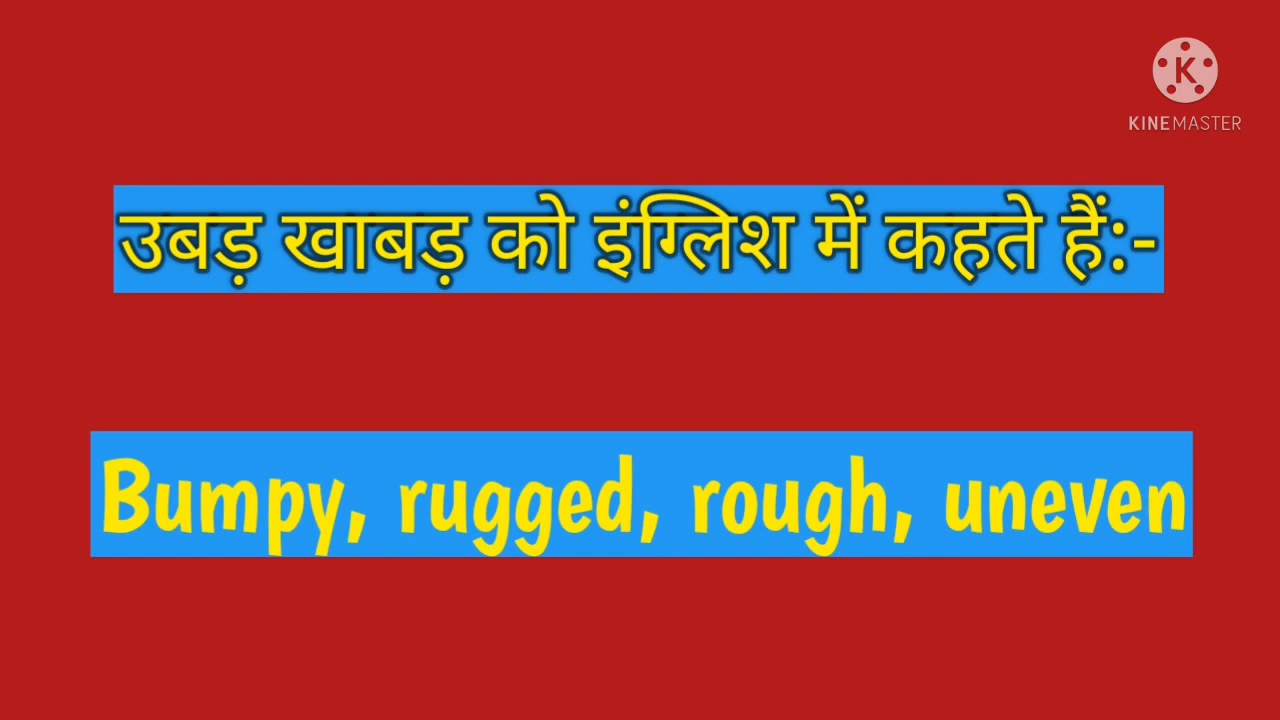 KINEMASTER
उबड़ खाबड़ को इंग्लिश में कहते हैं:-
Bumpy, rugged, rough, uneven